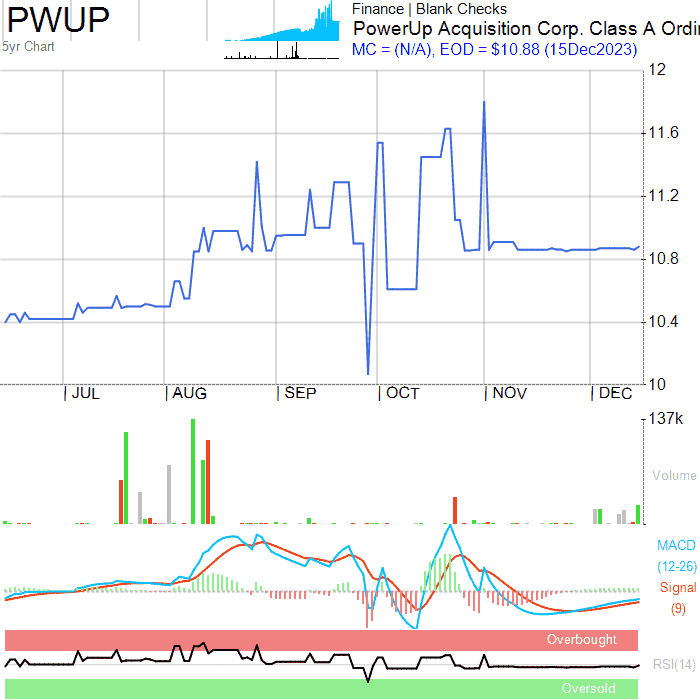 PWUP
5yr Chart
Finance | Blank Checks
PowerUp Acquisition Corp. Class A Ordi
MC = (N/A), EOD = $10.88 (15Dec2023)
12
11.6
11.2
10.8
10.4
10
JUL AUG SEP OCT NOV DEC
137k
Volume
MACD
(12-26)
Signal
(9)
Overbought
RSI(14)
Oversold